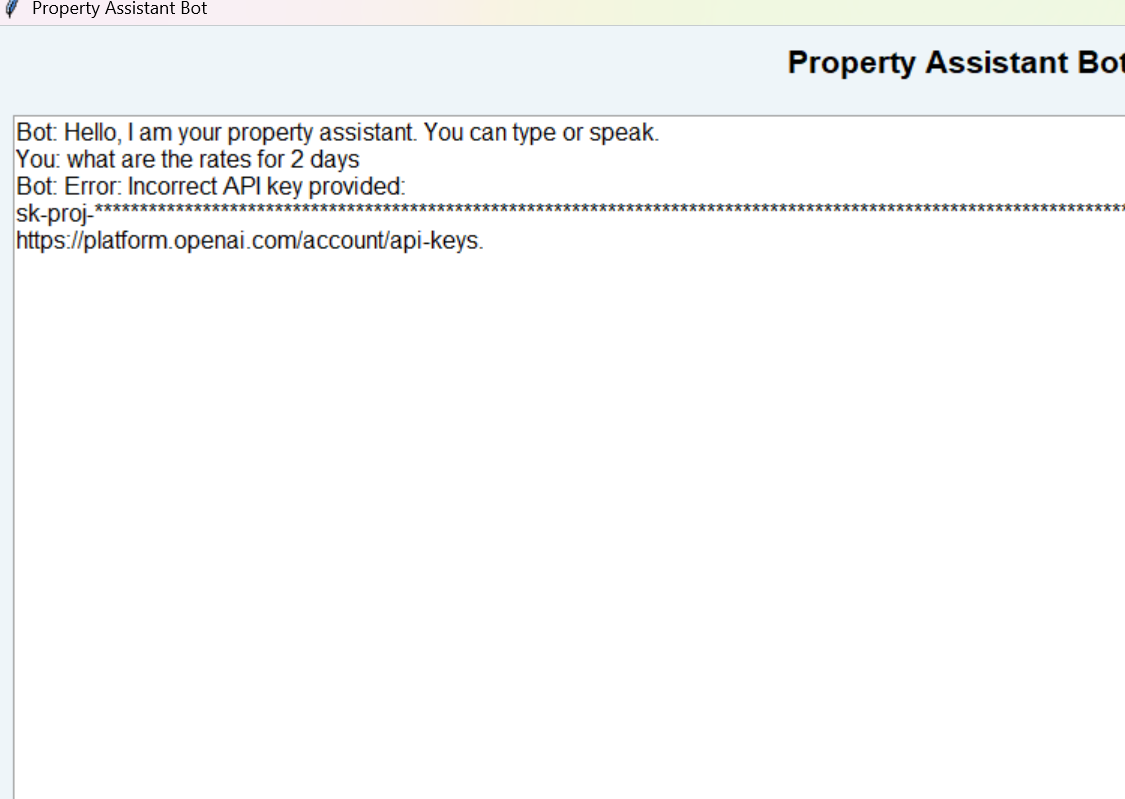 Property Assistant Bot
Property Assistant Bot
Bot: Hello, I am your property assistant. You can type or speak.
You: what are the rates for 2 days
Bot: Error: Incorrect API key provided:
sk-proj-********************************************************************************************************************
https://platform.openai.com/account/api-keys.